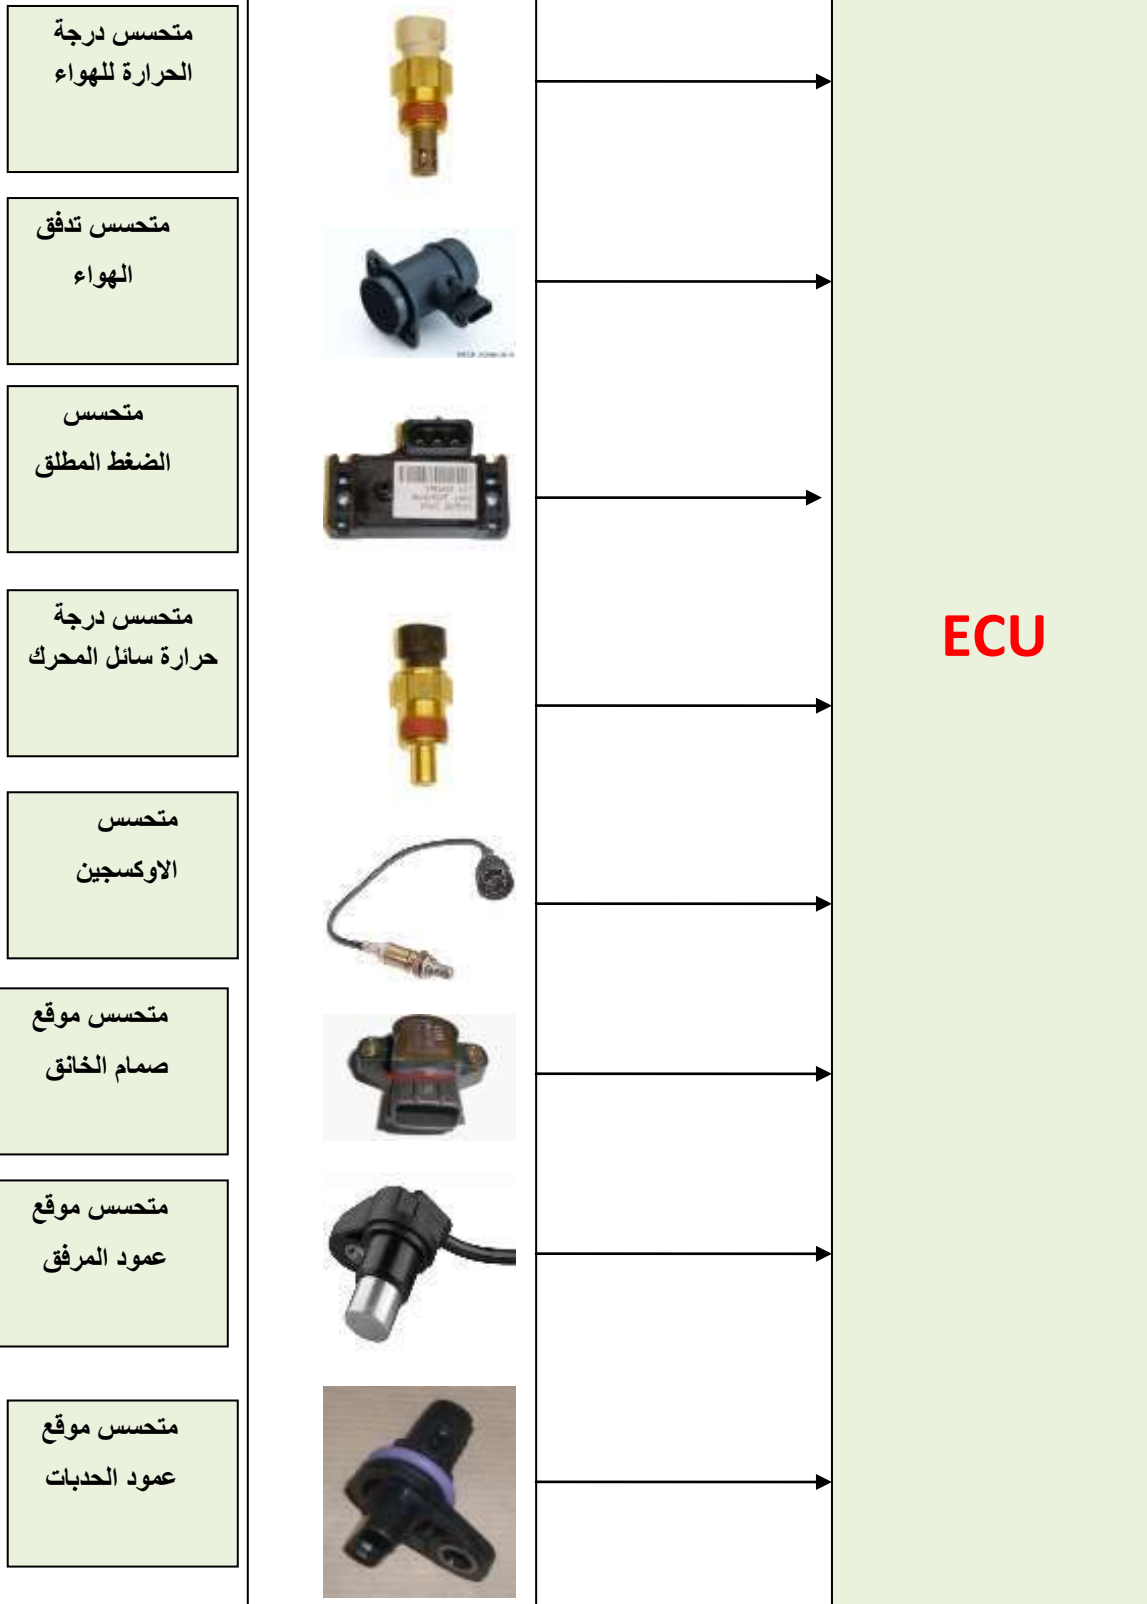 متحسس درجة
الحرارة للهواء
متحسس تدفق
الهواء
متحسس
الضغط المطلق
متحسس درجة
حرارة سائل المحرك
ECU
متحسس
الاوكسجين
متحسس موقع
صمام الخانق
متحسس موقع
عمود المرفق
متحسس موقع
عمود الحدبات